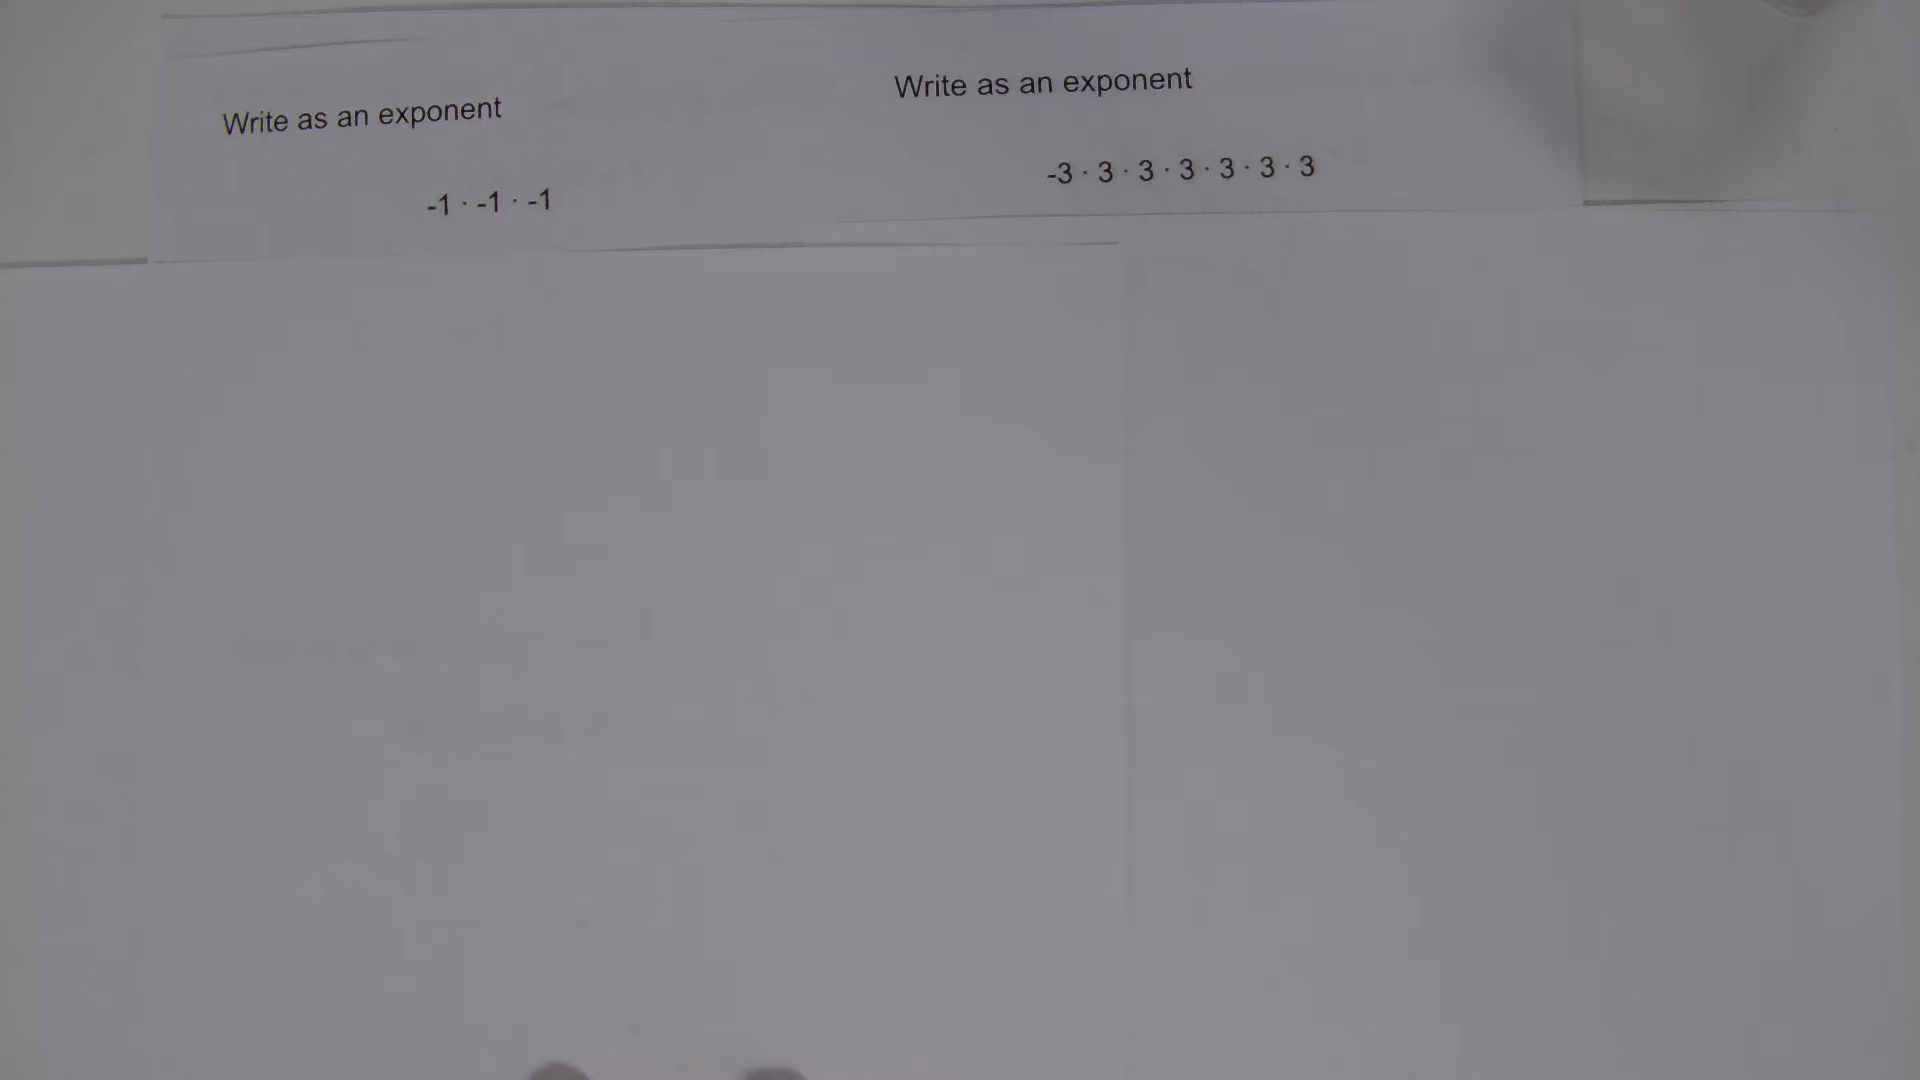 Write as an exponent
-1 · -1 · -1
Write as an exponent
-3 · 3 · 3 · 3 · 3 · 3 · 3